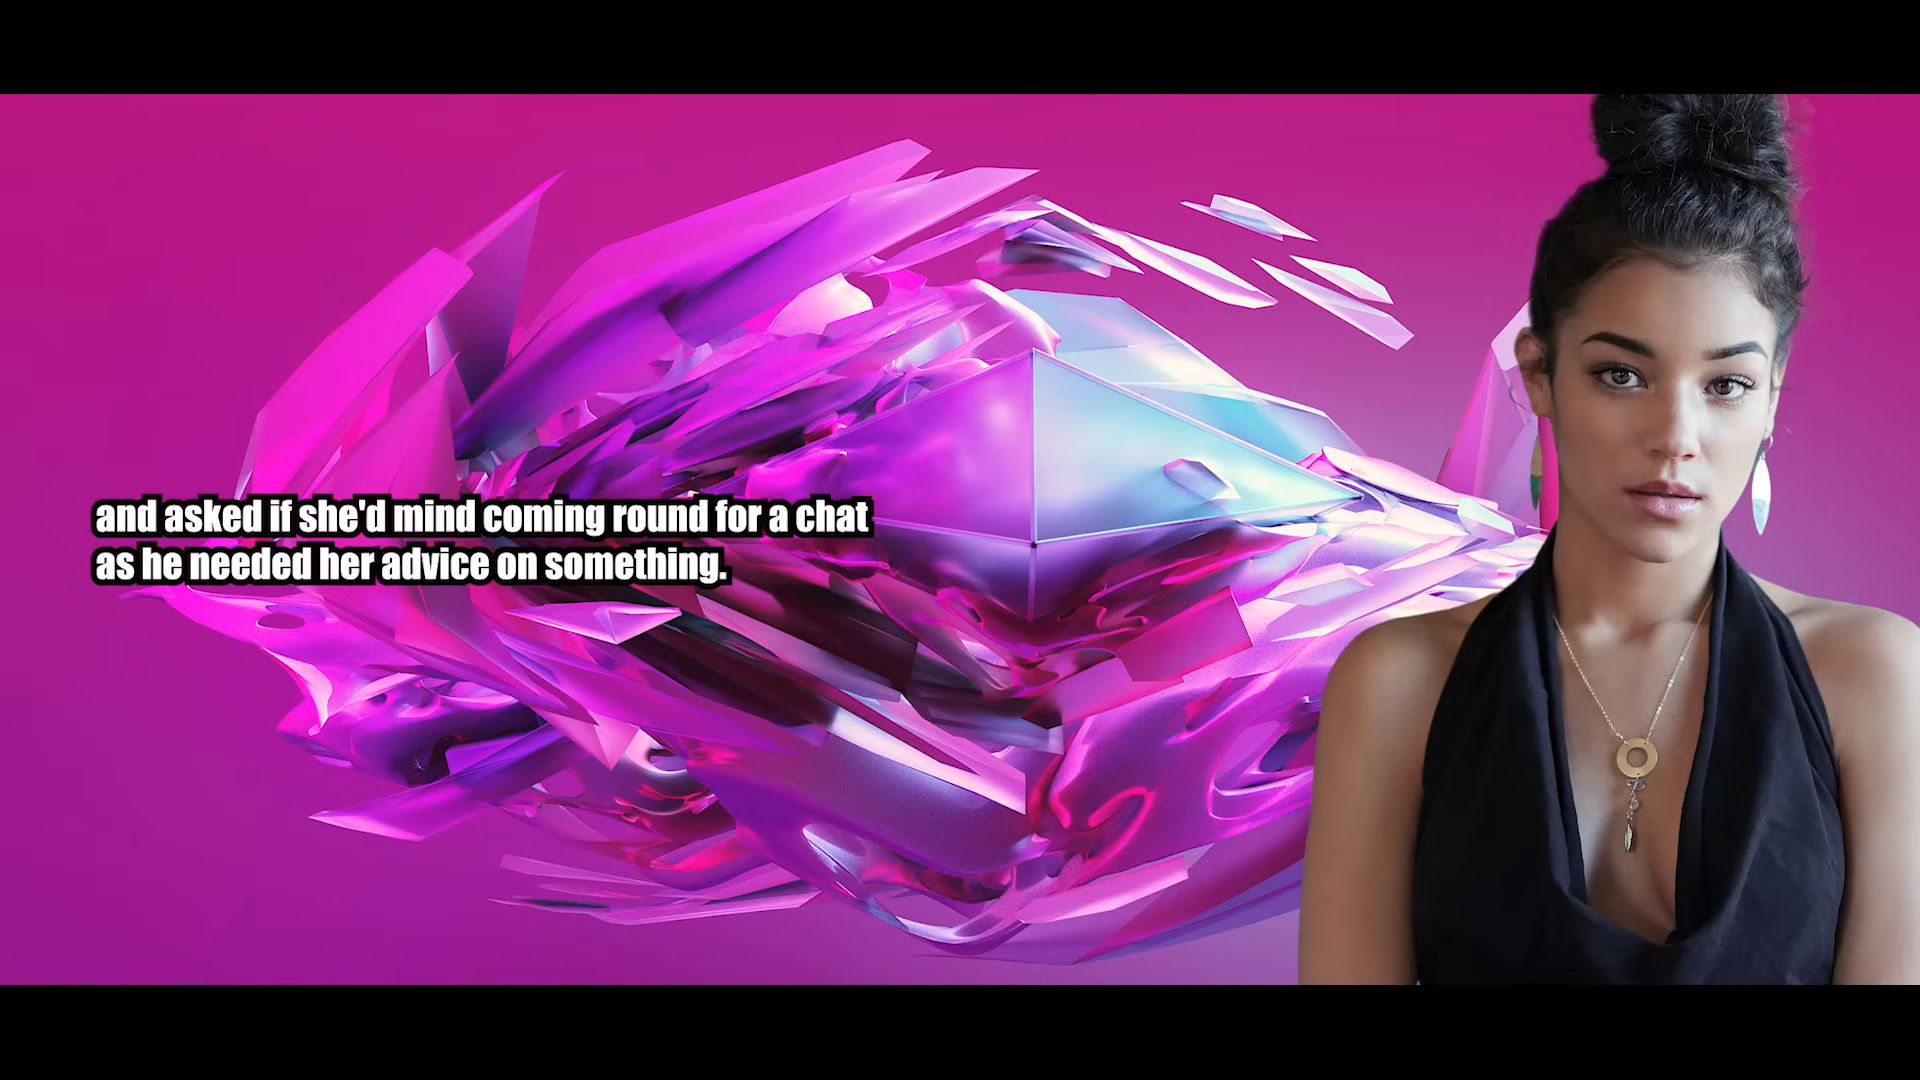 and asked if she'd mind coming round for a chat
as he needed her advice on something.